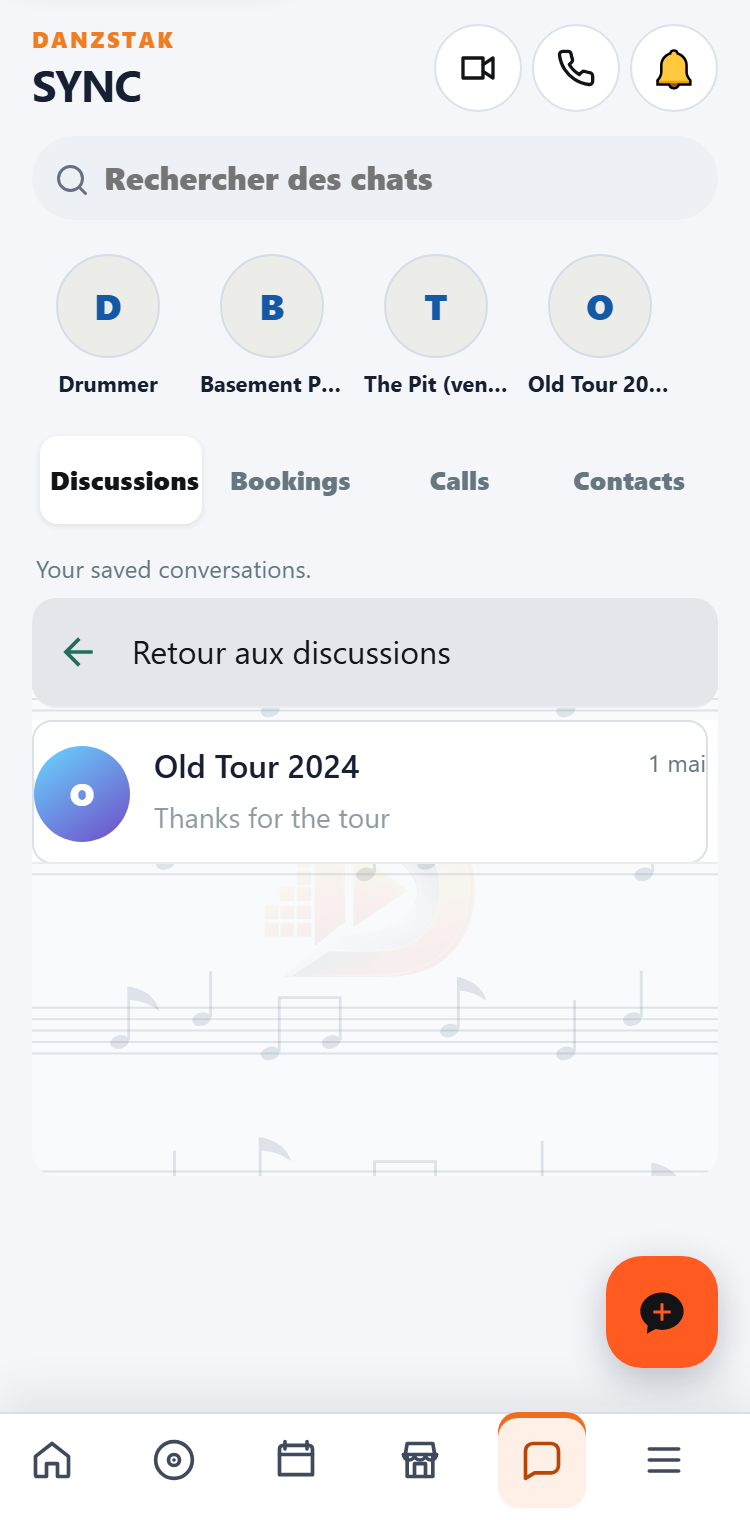 DANZSTAK
SYNC
Rechercher des chats
D
B
T
O
Drummer
Basement P...
The Pit (ven...
Old Tour 20...
Discussions
Bookings
Calls
Contacts
Your saved conversations.
Retour aux discussions
O
Old Tour 2024
1 mai
Thanks for the tour